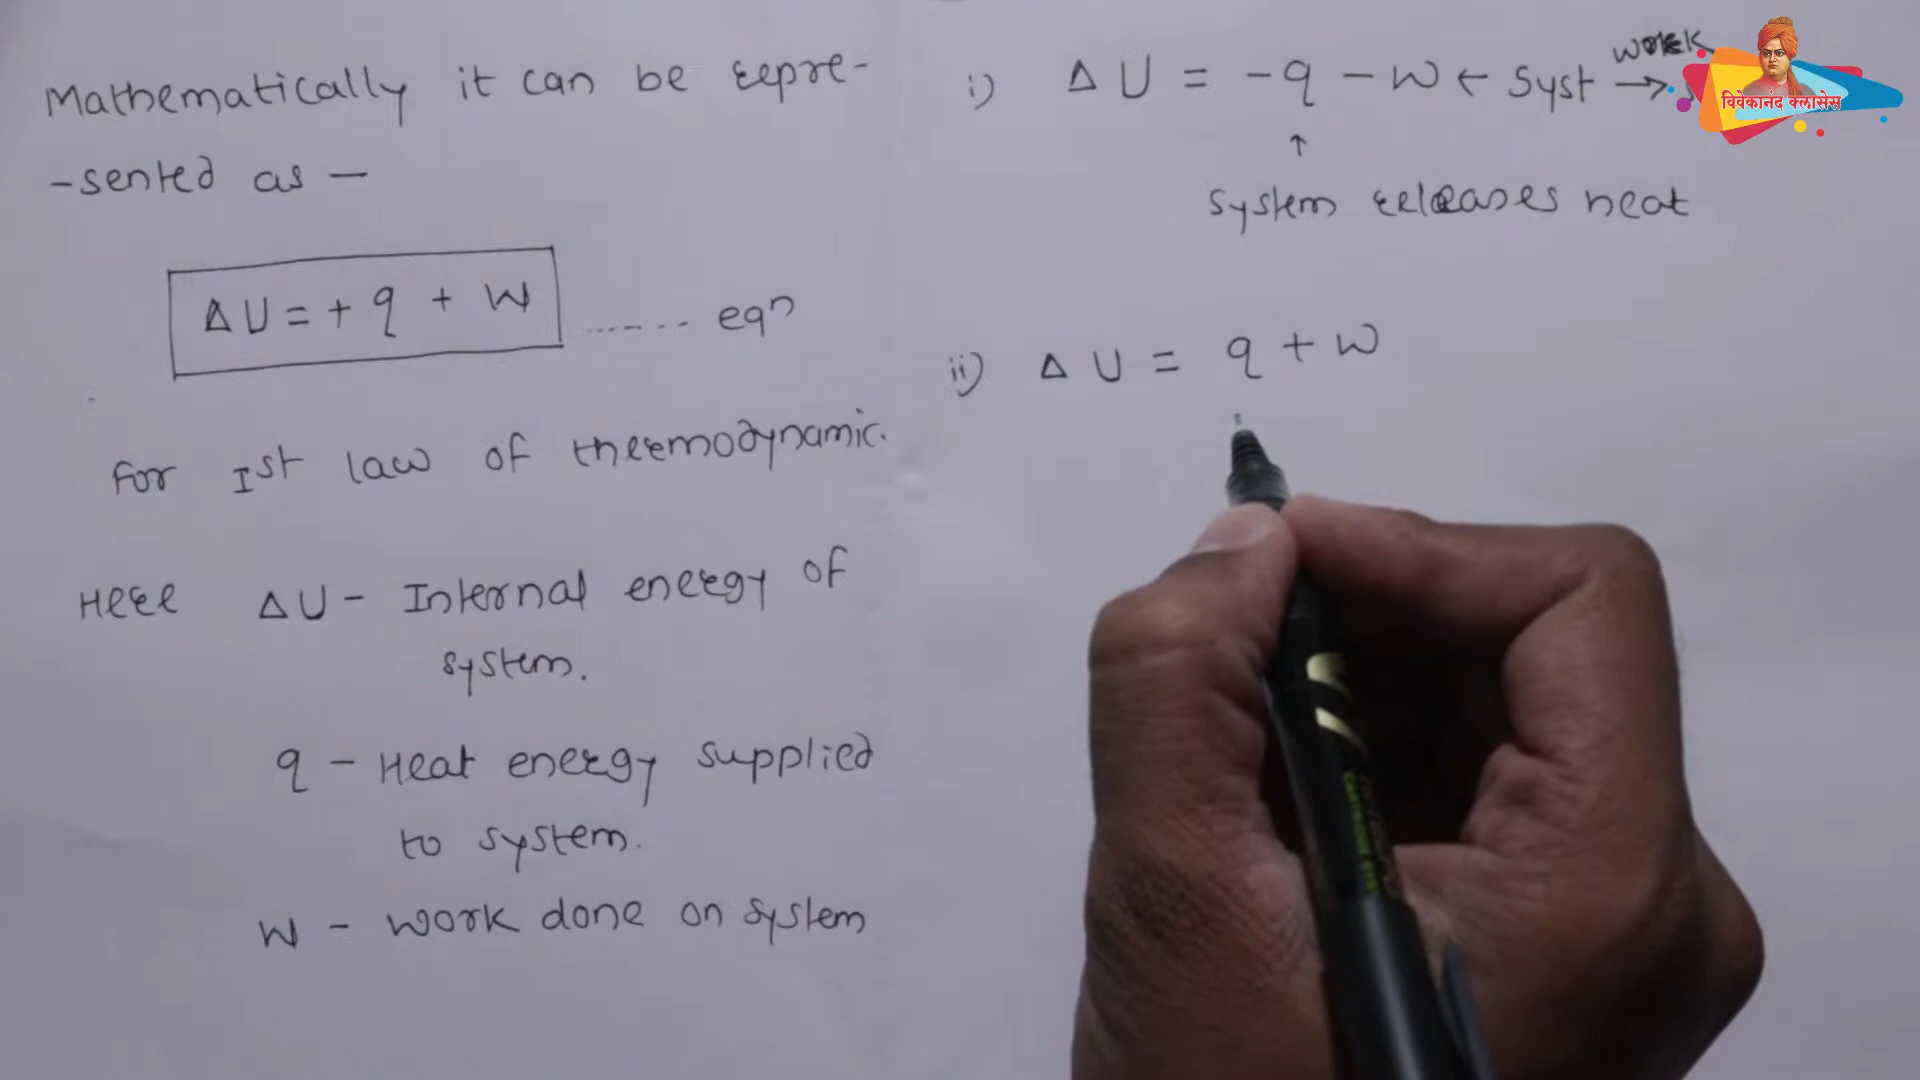 Mathematically it can be repre-
-sented as -
ΔU = + q + W ....... eqn
For Ist law of thermodynamic.
Here ΔU - Internal energy of
system.
q - Heat energy supplied
to system.
W - work done on system
i) ΔU = -q - W ← Syst → work
↑
System releases heat
ii) ΔU = q + W
विवेकानंद क्लासेस